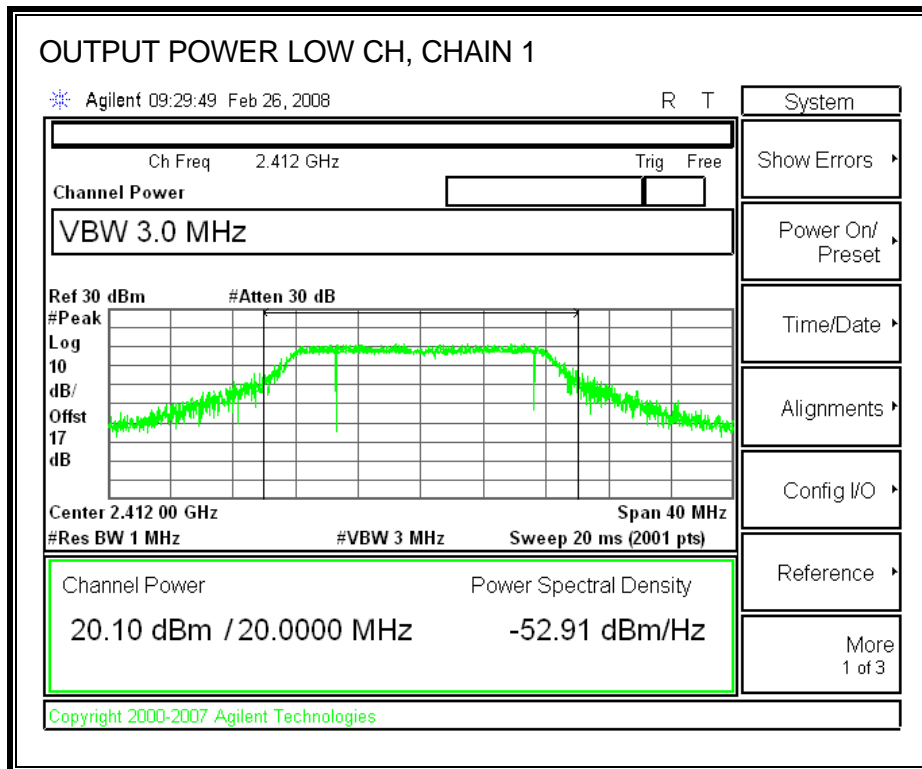 OUTPUT POWER LOW CH, CHAIN 1
Agilent 09:29:49 Feb 26, 2008 R T
System
Ch Freq 2.412 GHz Trig Free
Show Errors
Channel Power
VBW 3.0 MHz
Power On/
Preset
Ref 30 dBm #Atten 30 dB
#Peak
Log
10
dB/
Offst
17
dB
Time/Date
Alignments
Config I/O
Center 2.412 00 GHz Span 40 MHz
#Res BW 1 MHz #VBW 3 MHz Sweep 20 ms (2001 pts)
Channel Power Power Spectral Density
Reference
20.10 dBm / 20.0000 MHz -52.91 dBm/Hz
More
1 of 3
Copyright 2000-2007 Agilent Technologies